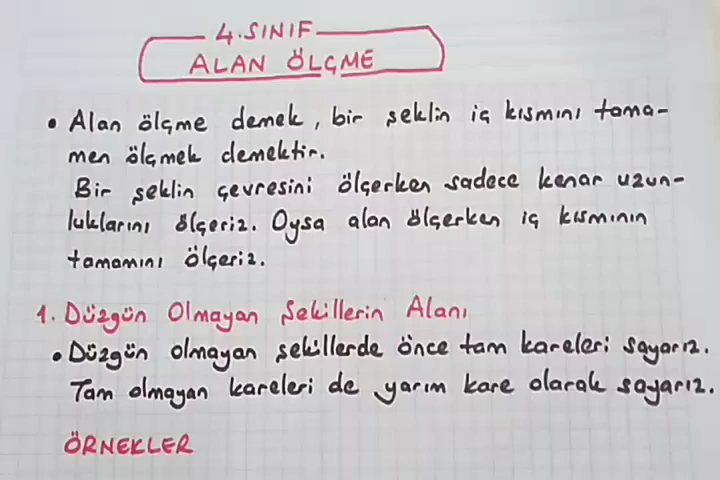 4. SINIF
ALAN ÖLÇME
• Alan ölçme demek, bir şeklin iç kısmını tama-
men ölçmek demektir.
Bir şeklin çevresini ölçerken sadece kenar uzun-
luklarını ölçeriz. Oysa alan ölçerken iç kısmının
tamamını ölçeriz.
1. Düzgün Olmayan Şekillerin Alanı
• Düzgün olmayan şekillerde önce tam kareleri sayarız.
Tam olmayan kareleri de yarım kare olarak sayarız.
ÖRNEKLER